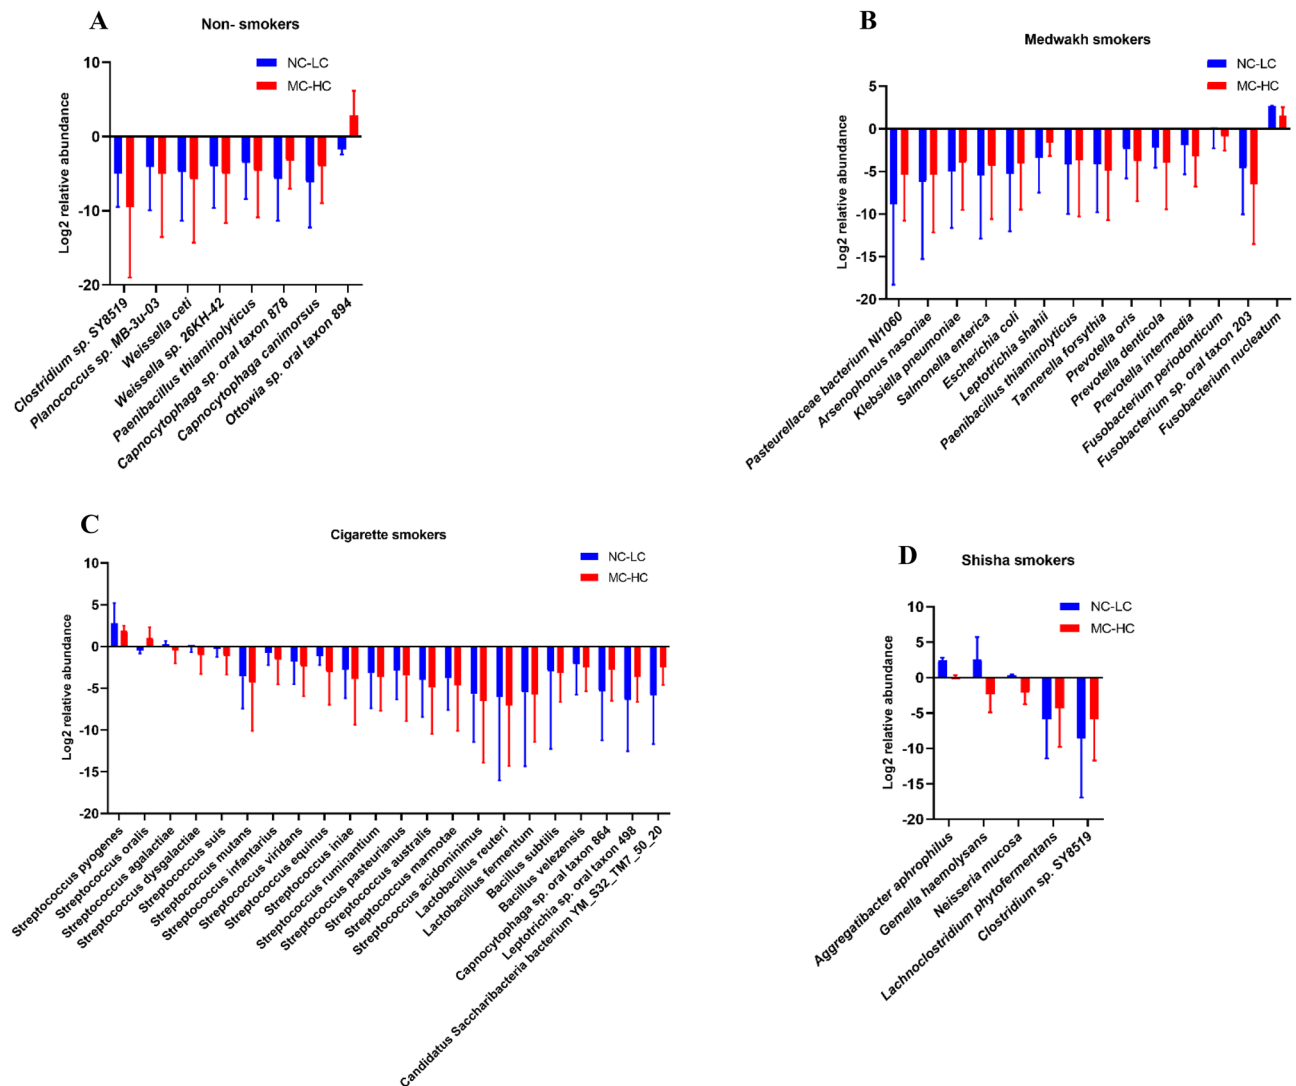 A
Non- smokers
NC-LC
MC-HC
Log2 relative abundance
10
0
-10
-20
Clostridium sp. SY8519
Planococcus sp. MB-3u-03
Weissella ceti
Weissella sp. 26KH-42
Paenibacillus thiaminolyticus
Capnocytophaga sp. oral taxon 878
Capnocytophaga canimorsus
Ottowia sp. oral taxon 894
B
Medwakh smokers
NC-LC
MC-HC
Log2 relative abundance
5
0
-5
-10
-15
-20
Pasteurellaceae bacterium NI1060
Arsenophonus nasoniae
Klebsiella pneumoniae
Salmonella enterica
Escherichia coli
Leptotrichia shahii
Paenibacillus thiaminolyticus
Tannerella forsythia
Prevotella oris
Prevotella denticola
Prevotella intermedia
Fusobacterium periodonticum
Fusobacterium sp. oral taxon 203
Fusobacterium nucleatum
C
Cigarette smokers
NC-LC
MC-HC
Log2 relative abundance
10
5
0
-5
-10
-15
-20
Streptococcus pyogenes
Streptococcus oralis
Streptococcus agalactiae
Streptococcus dysgalactiae
Streptococcus suis
Streptococcus mutans
Streptococcus infantarius
Streptococcus viridans
Streptococcus equinus
Streptococcus iniae
Streptococcus ruminantium
Streptococcus pasteurianus
Streptococcus australis
Streptococcus marmotae
Streptococcus acidominimus
Lactobacillus reuteri
Lactobacillus fermentum
Bacillus subtilis
Bacillus velezensis
Capnocytophaga sp. oral taxon 864
Leptotrichia sp. oral taxon 498
Candidatus Saccharibacteria bacterium YM_S32_TM7_50_20
D
Shisha smokers
NC-LC
MC-HC
Log2 relative abundance
10
5
0
-5
-10
-15
-20
Aggregatibacter aphrophilus
Gemella haemolysans
Neisseria mucosa
Lachnoclostridium phytofermentans
Clostridium sp. SY8519